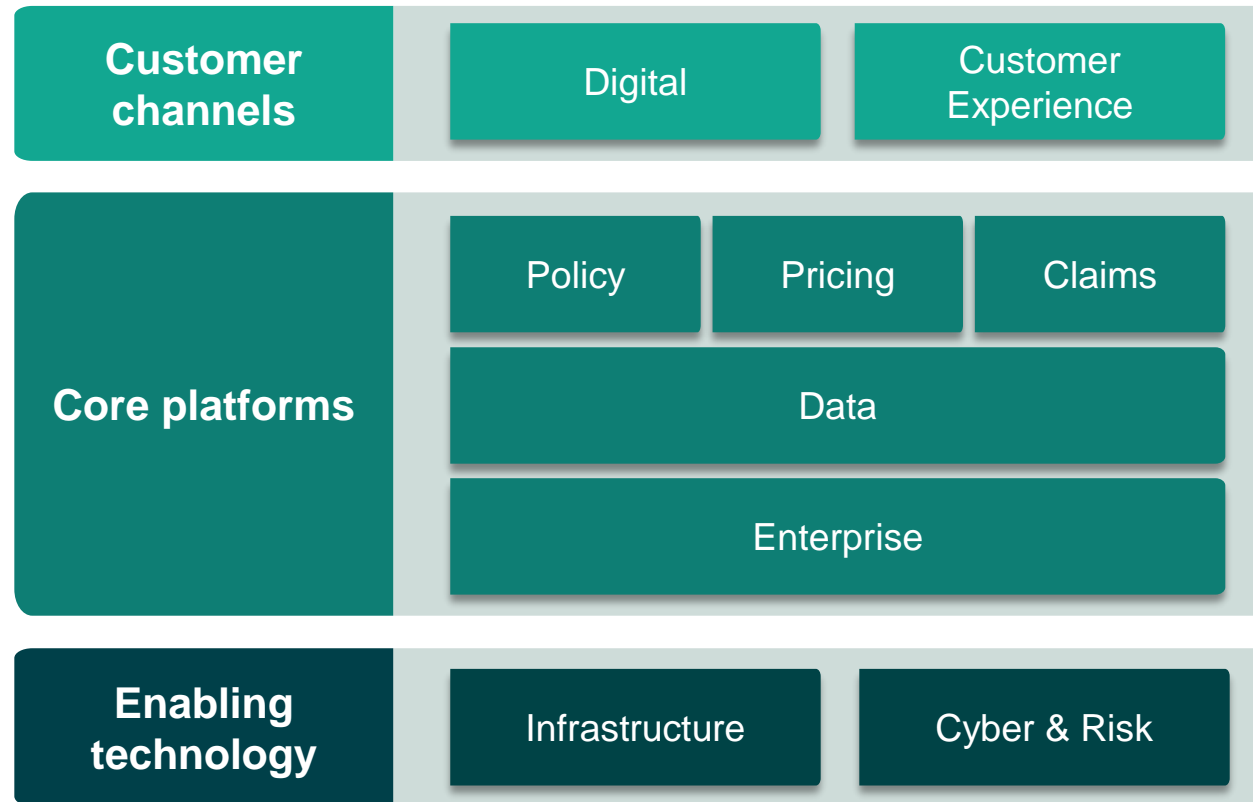 Customer
channels
Digital
Customer
Experience
Core platforms
Policy
Pricing
Claims
Data
Enterprise
Enabling
technology
Infrastructure
Cyber & Risk